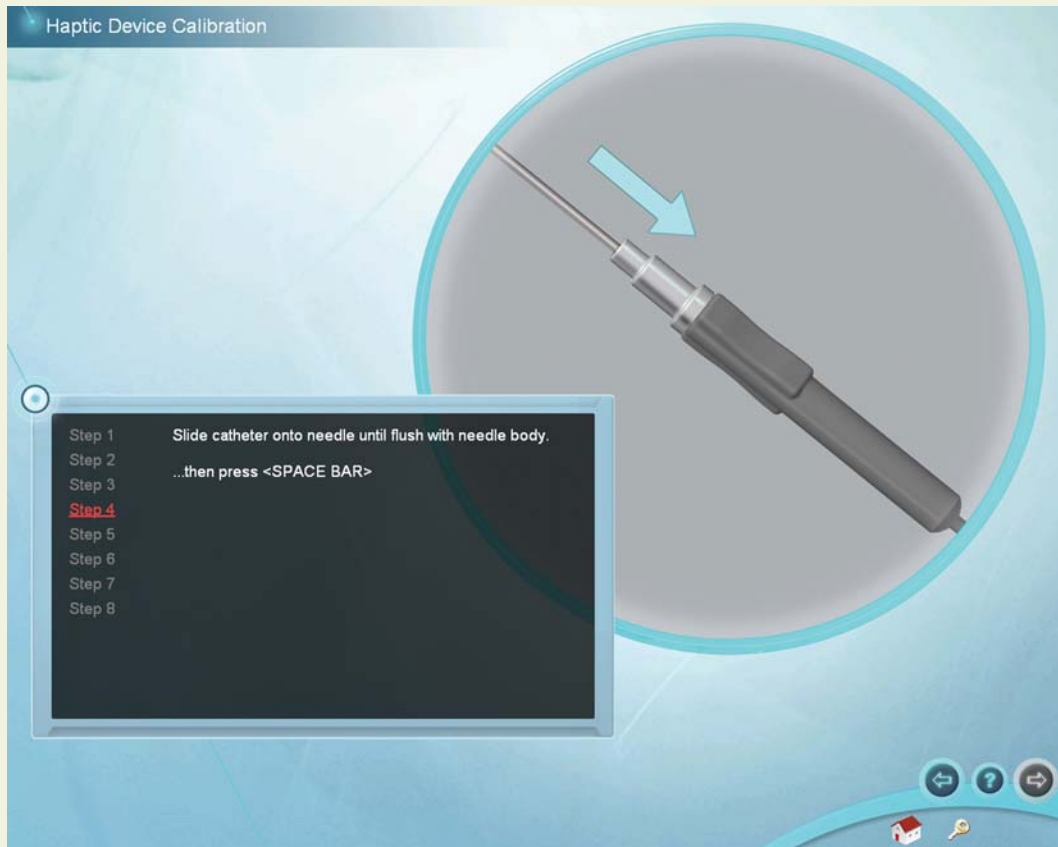 Haptic Device Calibration
Step 1
Step 2
Step 3
Step 4
Step 5
Step 6
Step 7
Step 8
Slide catheter onto needle until flush with needle body.
...then press <SPACE BAR>
?